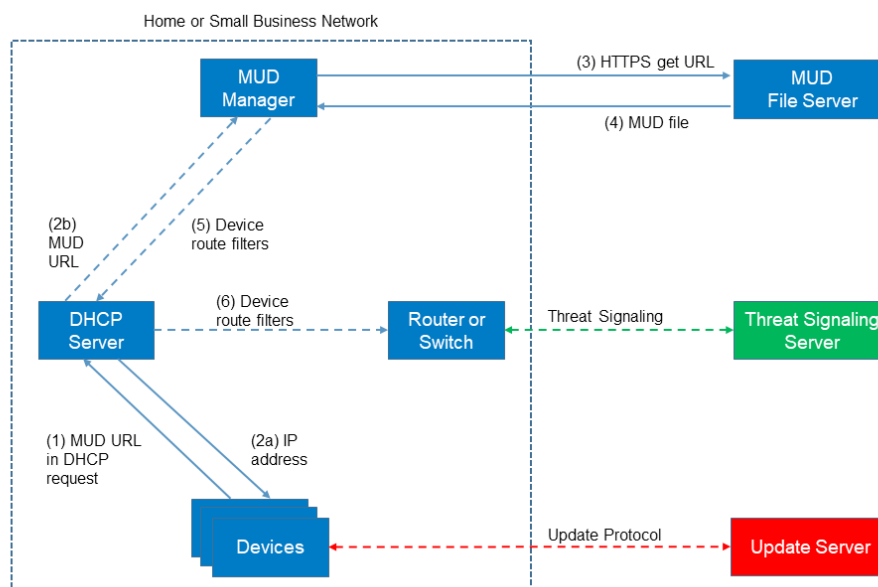 Home or Small Business Network
MUD
Manager
(3) HTTPS get URL
MUD
File Server
(4) MUD file
(2b)
MUD
URL
(5) Device
route filters
DHCP
Server
(6) Device
route filters
Router or
Switch
Threat Signaling
Threat Signaling
Server
(1) MUD URL
in DHCP
request
(2a) IP
address
Devices
Update Protocol
Update Server